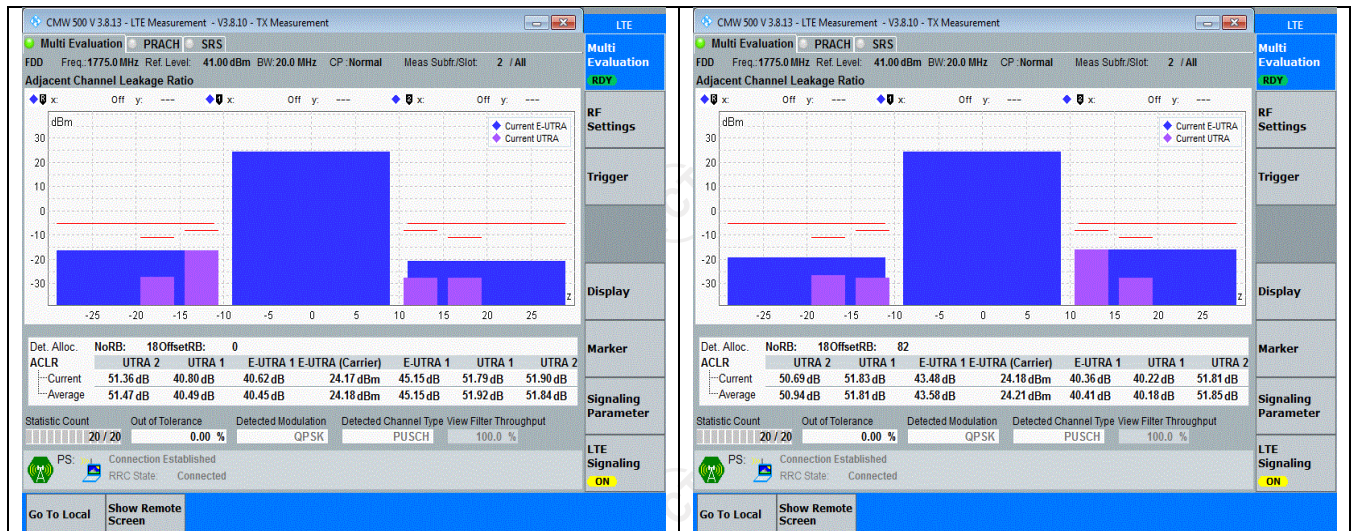 CMW 500 V 3.8.13 - LTE Measurement - V3.8.10 - TX Measurement
LTE
Multi Evaluation PRACH SRS
Multi Evaluation
RDY
FDD Freq.:1775.0 MHz Ref. Level: 41.00 dBm BW:20.0 MHz CP :Normal Meas Subfr./Slot: 2 / All
Adjacent Channel Leakage Ratio
x: Off y: --- x: Off y: --- x: Off y: ---
dBm
Current E-UTRA
Current UTRA
30
20
10
0
-10
-20
-30
-25 -20 -15 -10 -5 0 5 10 15 20 25
z
RF Settings
Trigger
Display
Marker
Signaling Parameter
LTE Signaling
ON
Det. Alloc. NoRB: 18OffsetRB: 0
ACLR UTRA 2 UTRA 1 E-UTRA 1 E-UTRA (Carrier) E-UTRA 1 UTRA 1 UTRA 2
Current 51.36 dB 40.80 dB 40.62 dB 24.17 dBm 45.15 dB 51.79 dB 51.90 dB
Average 51.47 dB 40.49 dB 40.45 dB 24.18 dBm 45.15 dB 51.92 dB 51.84 dB
Statistic Count Out of Tolerance Detected Modulation Detected Channel Type View Filter Throughput
20 / 20 0.00 % QPSK PUSCH 100.0 %
PS: Connection Established
RRC State: Connected
Go To Local
Show Remote Screen
CMW 500 V 3.8.13 - LTE Measurement - V3.8.10 - TX Measurement
LTE
Multi Evaluation PRACH SRS
Multi Evaluation
RDY
FDD Freq.:1775.0 MHz Ref. Level: 41.00 dBm BW:20.0 MHz CP :Normal Meas Subfr./Slot: 2 / All
Adjacent Channel Leakage Ratio
x: Off y: --- x: Off y: --- x: Off y: ---
dBm
Current E-UTRA
Current UTRA
30
20
10
0
-10
-20
-30
-25 -20 -15 -10 -5 0 5 10 15 20 25
z
RF Settings
Trigger
Display
Marker
Signaling Parameter
LTE Signaling
ON
Det. Alloc. NoRB: 18OffsetRB: 82
ACLR UTRA 2 UTRA 1 E-UTRA 1 E-UTRA (Carrier) E-UTRA 1 UTRA 1 UTRA 2
Current 50.69 dB 51.83 dB 43.48 dB 24.18 dBm 40.36 dB 40.22 dB 51.81 dB
Average 50.94 dB 51.81 dB 43.58 dB 24.21 dBm 40.41 dB 40.18 dB 51.85 dB
Statistic Count Out of Tolerance Detected Modulation Detected Channel Type View Filter Throughput
20 / 20 0.00 % QPSK PUSCH 100.0 %
PS: Connection Established
RRC State: Connected
Go To Local
Show Remote Screen